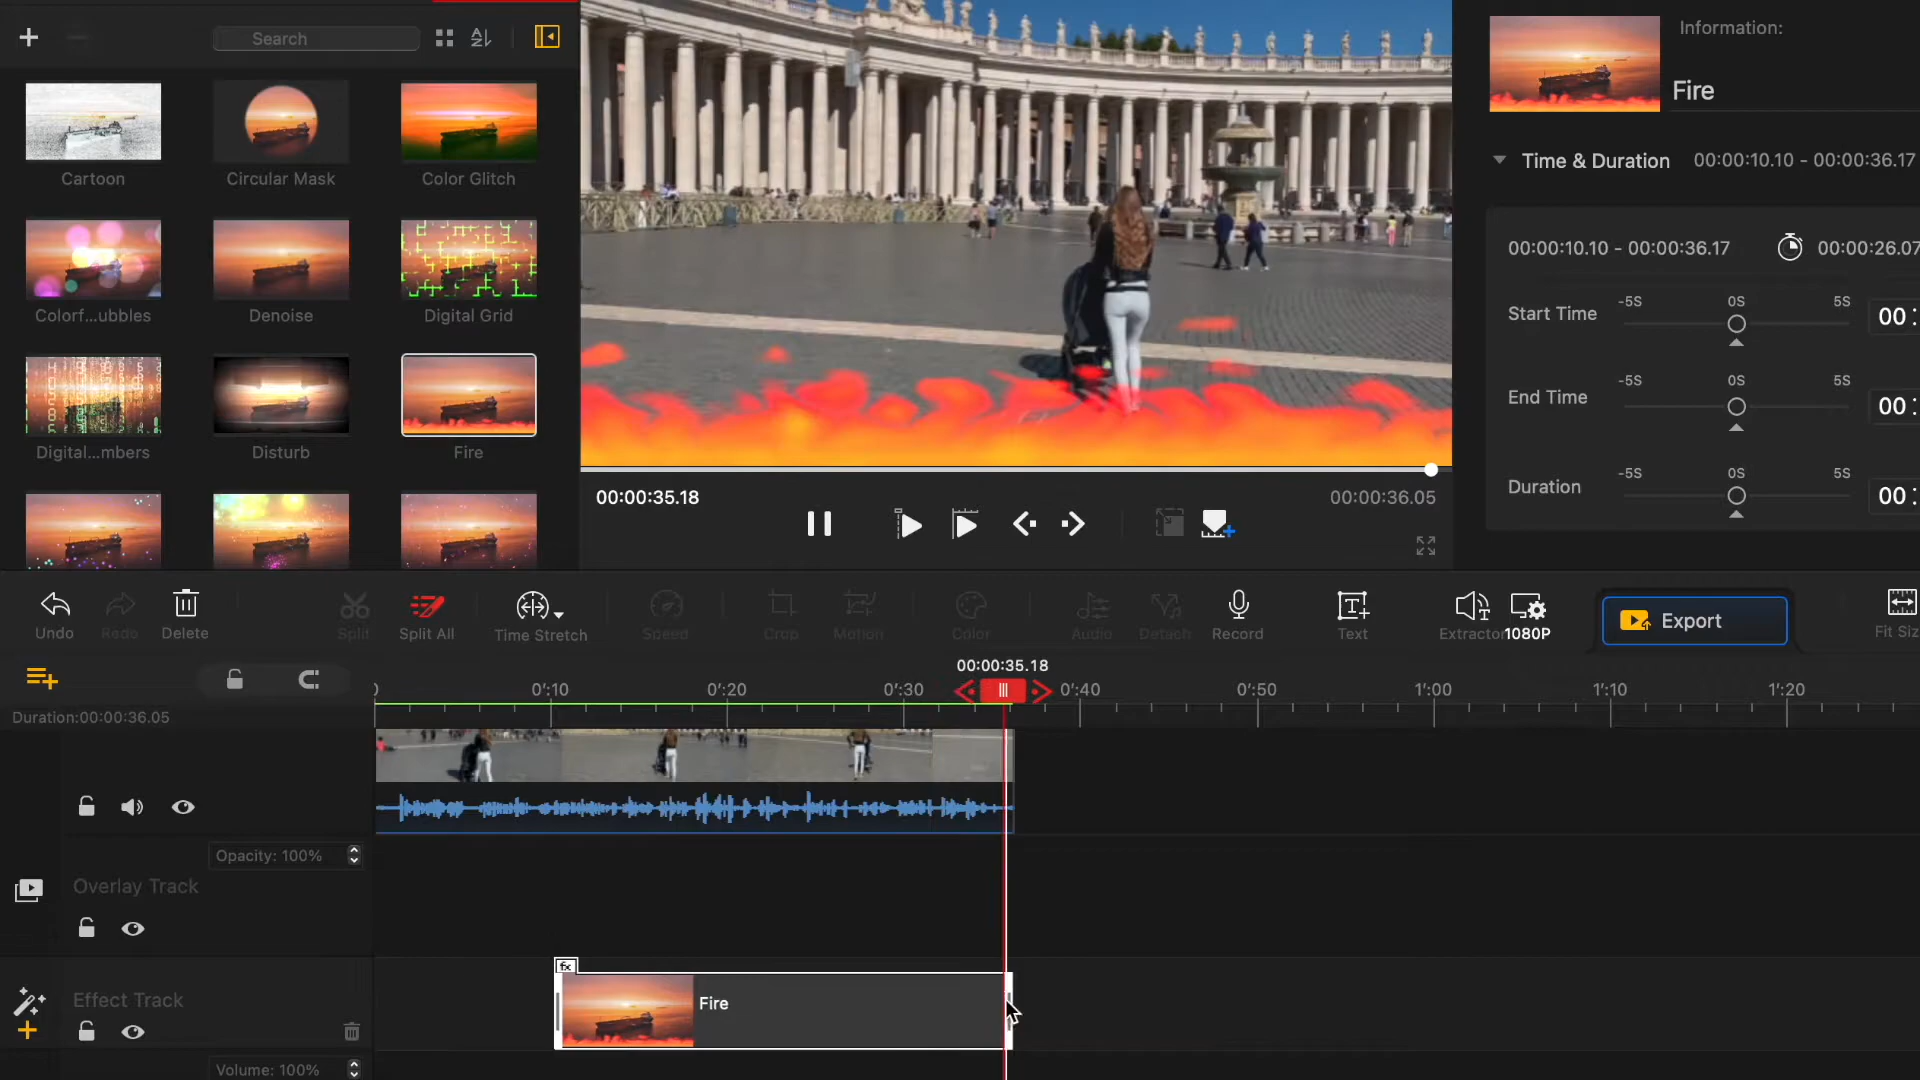 Search
Cartoon
Circular Mask
Color Glitch
Colorf...ubbles
Denoise
Digital Grid
Digital...mbers
Disturb
Fire
00:00:35.18
00:00:36.05
Information:
Fire
Time & Duration
00:00:10.10 - 00:00:36.17
00:00:10.10 - 00:00:36.17
00:00:26.07
Start Time
-5S
0S
5S
00 :
End Time
-5S
0S
5S
00 :
Duration
-5S
0S
5S
00 :
Undo
Redo
Delete
Split
Split All
Time Stretch
Speed
Crop
Motion
Color
Audio
Detach
Record
Text
Extractor
1080P
Export
Fit Siz
00:00:35.18
0
0':10
0':20
0':30
0':40
0':50
1':00
1':10
1':20
Duration:00:00:36.05
Opacity: 100%
Overlay Track
fx
Fire
Effect Track
Volume: 100%